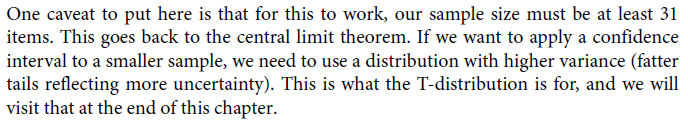 One caveat to put here is that for this to work, our sample size must be at least 31
items. This goes back to the central limit theorem. If we want to apply a confidence
interval to a smaller sample, we need to use a distribution with higher variance (fatter
tails reflecting more uncertainty). This is what the T-distribution is for, and we will
visit that at the end of this chapter.